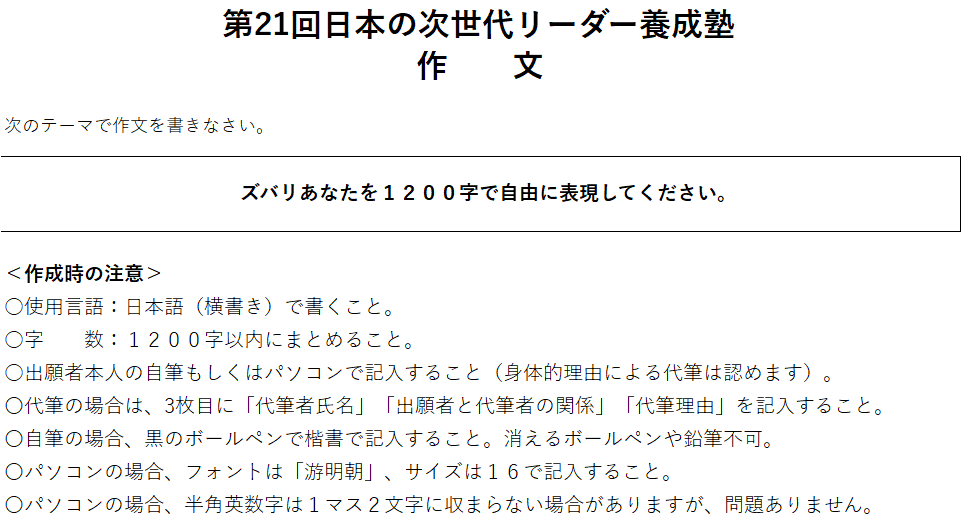 第21回日本の次世代リーダー養成塾
作　　文
次のテーマで作文を書きなさい。
ズバリあなたを１２００字で自由に表現してください。
＜作成時の注意＞
○使用言語：日本語（横書き）で書くこと。
○字　　数：１２００字以内にまとめること。
○出願者本人の自筆もしくはパソコンで記入すること（身体的理由による代筆は認めます）。
○代筆の場合は、3枚目に「代筆者氏名」「出願者と代筆者の関係」「代筆理由」を記入すること。
○自筆の場合、黒のボールペンで楷書で記入すること。消えるボールペンや鉛筆不可。
○パソコンの場合、フォントは「游明朝」、サイズは１６で記入すること。
○パソコンの場合、半角英数字は１マス２文字に収まらない場合がありますが、問題ありません。